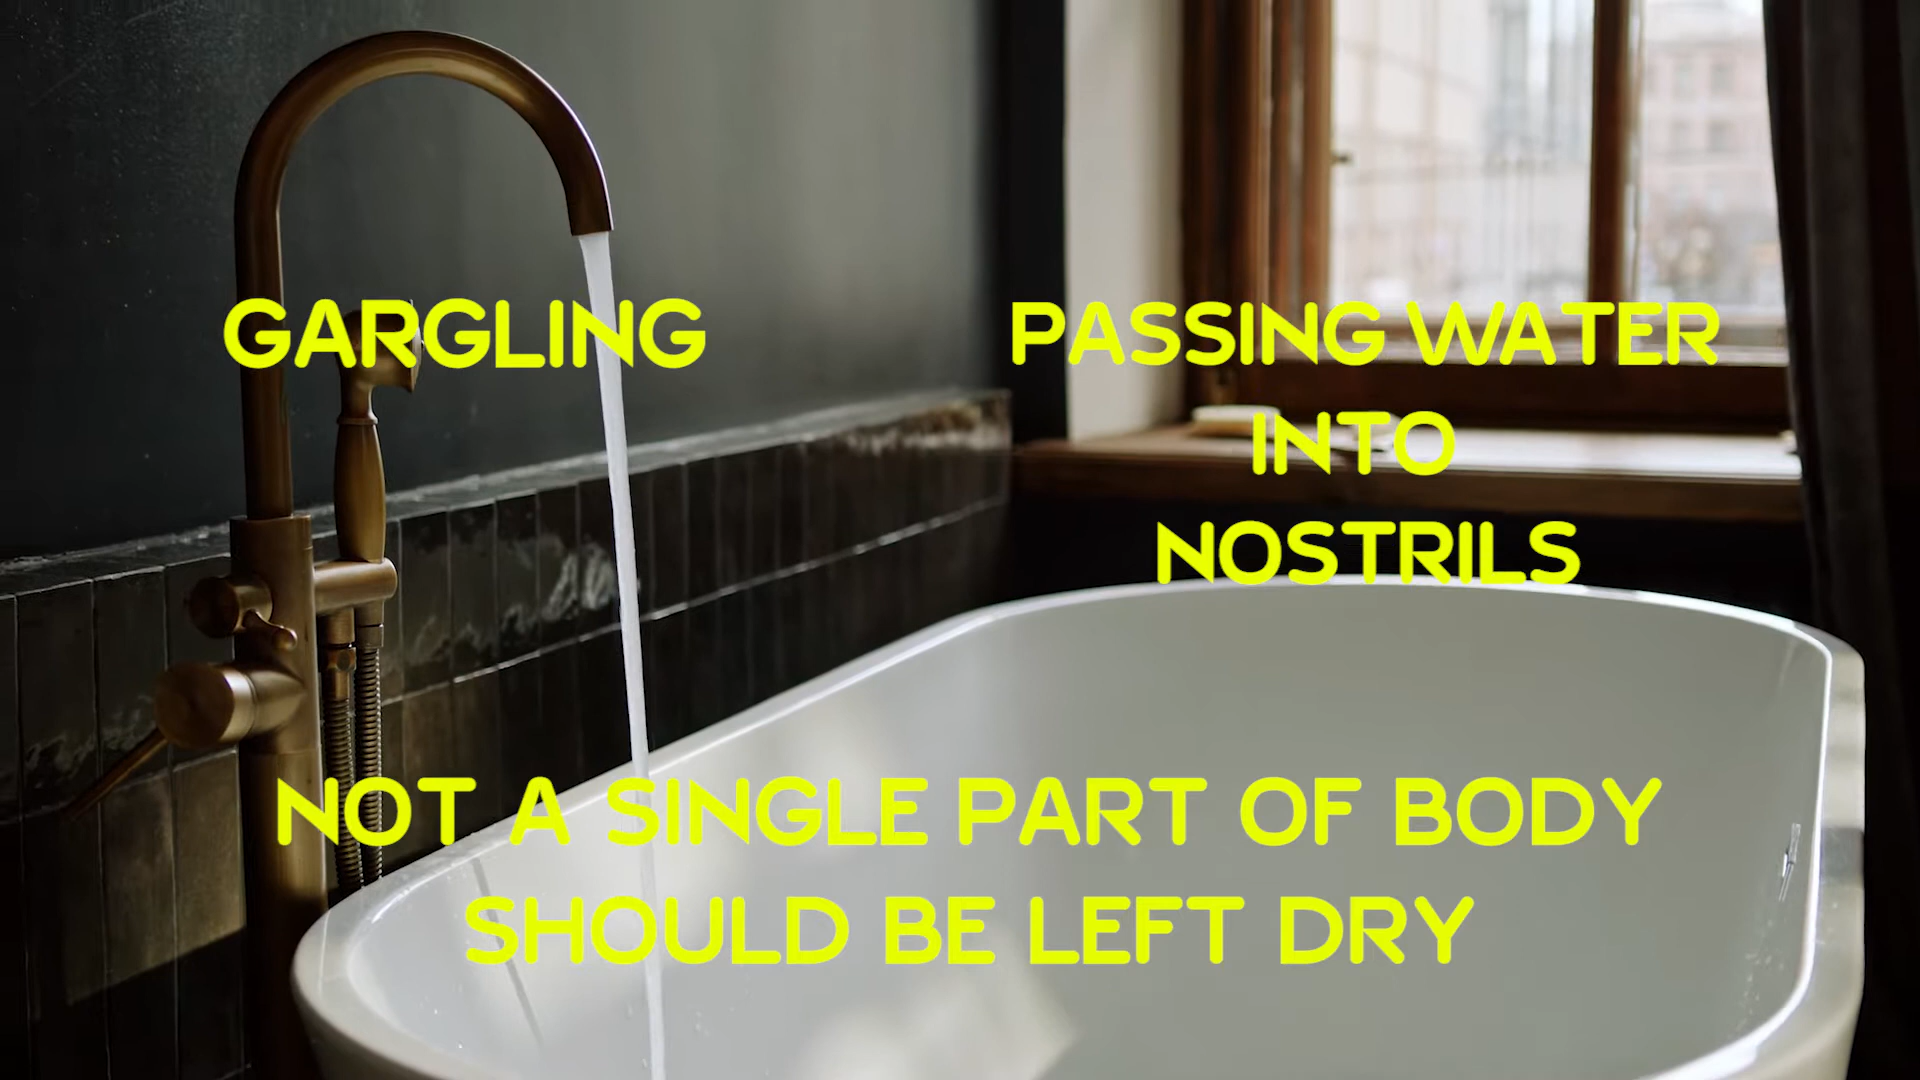 GARGLING
PASSING WATER
INTO
NOSTRILS
NOT A SINGLE PART OF BODY
SHOULD BE LEFT DRY